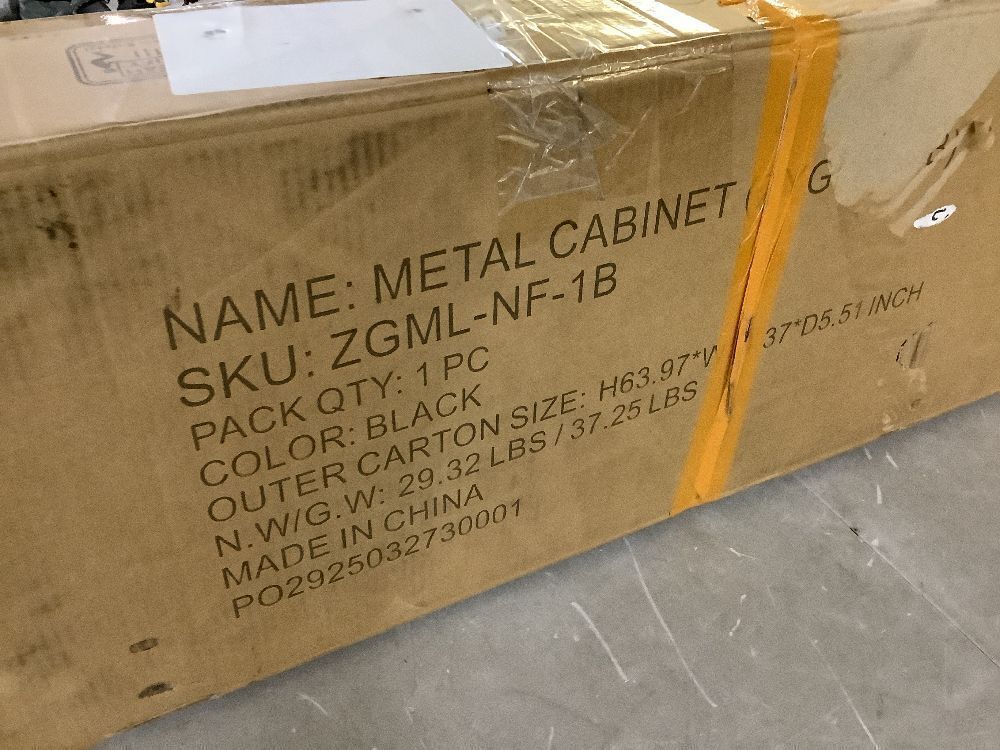 NAME: METAL CABINET
SKU: ZGML-NF-1B
PACK QTY: 1 PC
COLOR: BLACK
OUTER CARTON SIZE: H63.97*W 37*D5.51 INCH
N.W/G.W: 29.32 LBS / 37.25 LBS
MADE IN CHINA
PO2925032730001